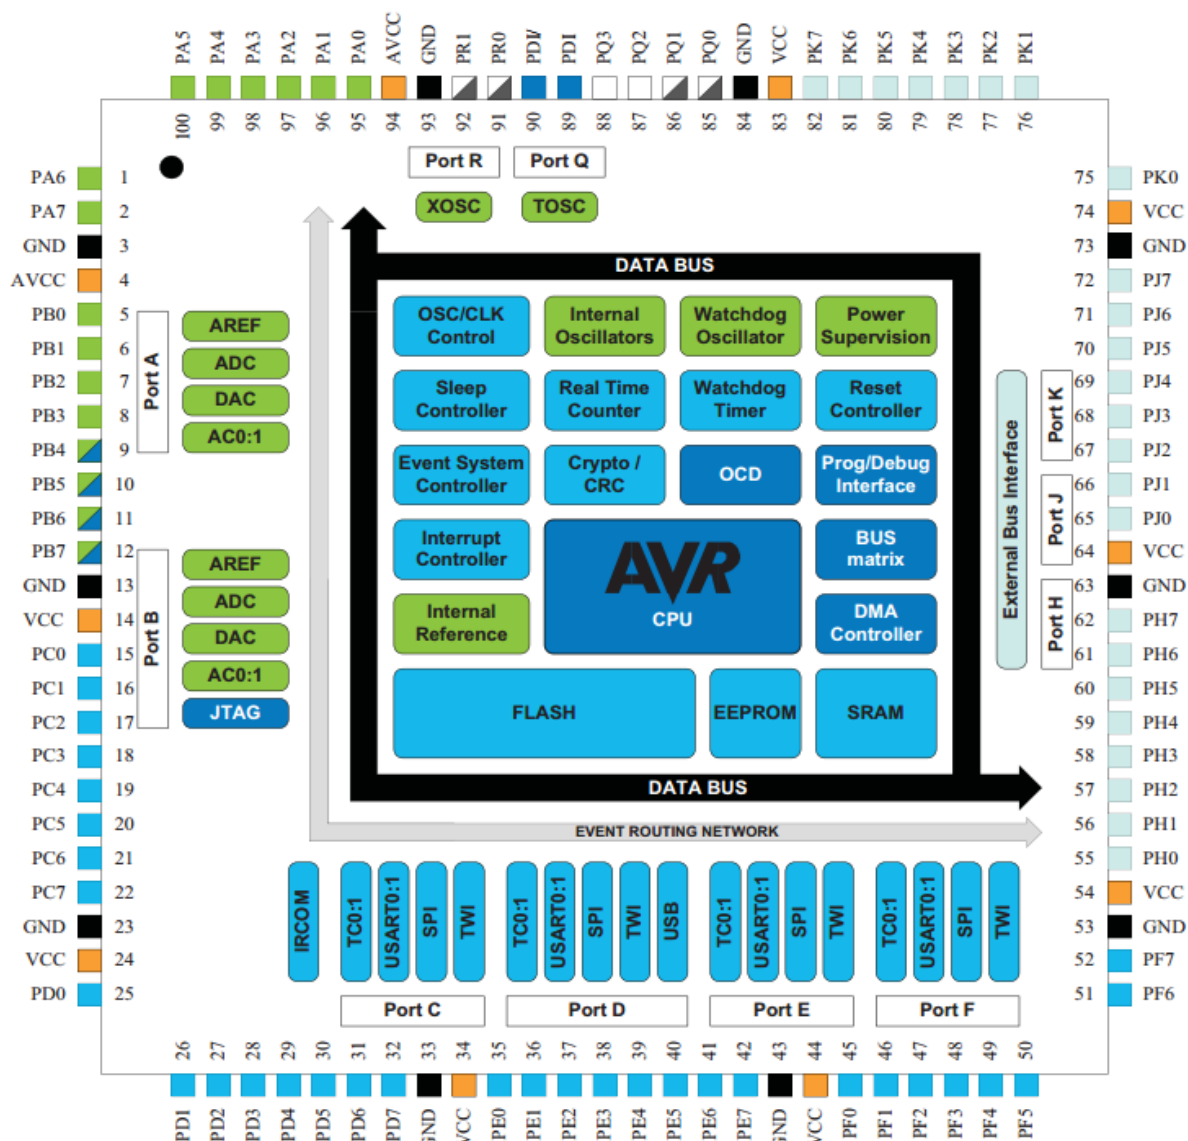 PA5 PA4 PA3 PA2 PA1 PA0 AVCC GND PR1 PR0 PDI/ PDI PQ3 PQ2 PQ1 PQ0 GND VCC PK7 PK6 PK5 PK4 PK3 PK2 PK1
100 99 98 97 96 95 94 93 92 91 90 89 88 87 86 85 84 83 82 81 80 79 78 77 76
PA6 1
PA7 2
GND 3
AVCC 4
PB0 5
PB1 6
PB2 7
PB3 8
PB4 9
PB5 10
PB6 11
PB7 12
GND 13
VCC 14
PC0 15
PC1 16
PC2 17
PC3 18
PC4 19
PC5 20
PC6 21
PC7 22
GND 23
VCC 24
PD0 25
Port R Port Q
XOSC TOSC
Port A
AREF
ADC
DAC
AC0:1
Port B
AREF
ADC
DAC
AC0:1
JTAG
DATA BUS
OSC/CLK
Control
Internal
Oscillators
Watchdog
Oscillator
Power
Supervision
Sleep
Controller
Real Time
Counter
Watchdog
Timer
Reset
Controller
Event System
Controller
Crypto /
CRC
OCD
Prog/Debug
Interface
Interrupt
Controller
AVR
CPU
BUS
matrix
Internal
Reference
DMA
Controller
FLASH
EEPROM
SRAM
DATA BUS
EVENT ROUTING NETWORK
External Bus Interface
Port K
Port J
Port H
75 PK0
74 VCC
73 GND
72 PJ7
71 PJ6
70 PJ5
69 PJ4
68 PJ3
67 PJ2
66 PJ1
65 PJ0
64 VCC
63 GND
62 PH7
61 PH6
60 PH5
59 PH4
58 PH3
57 PH2
56 PH1
55 PH0
54 VCC
53 GND
52 PF7
51 PF6
IRCOM
TC0:1 USART0:1 SPI TWI
Port C
TC0:1 USART0:1 SPI TWI USB
Port D
TC0:1 USART0:1 SPI TWI
Port E
TC0:1 USART0:1 SPI TWI
Port F
26 27 28 29 30 31 32 33 34 35 36 37 38 39 40 41 42 43 44 45 46 47 48 49 50
PD1 PD2 PD3 PD4 PD5 PD6 PD7 GND VCC PE0 PE1 PE2 PE3 PE4 PE5 PE6 PE7 GND VCC PF0 PF1 PF2 PF3 PF4 PF5